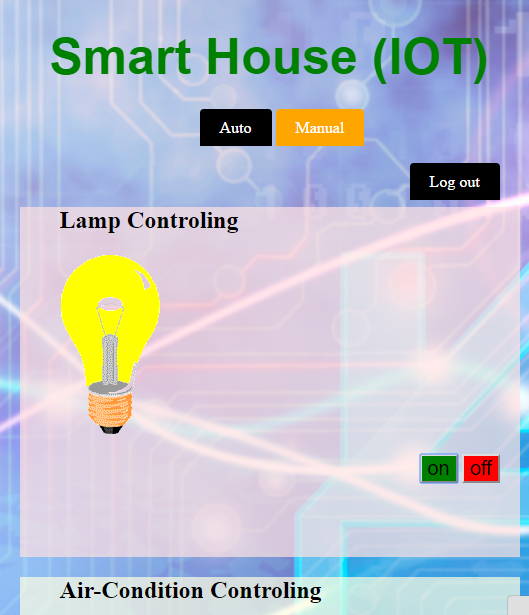 Smart House (IOT)
Auto Manual
Log out
Lamp Controling
on off
Air-Condition Controling